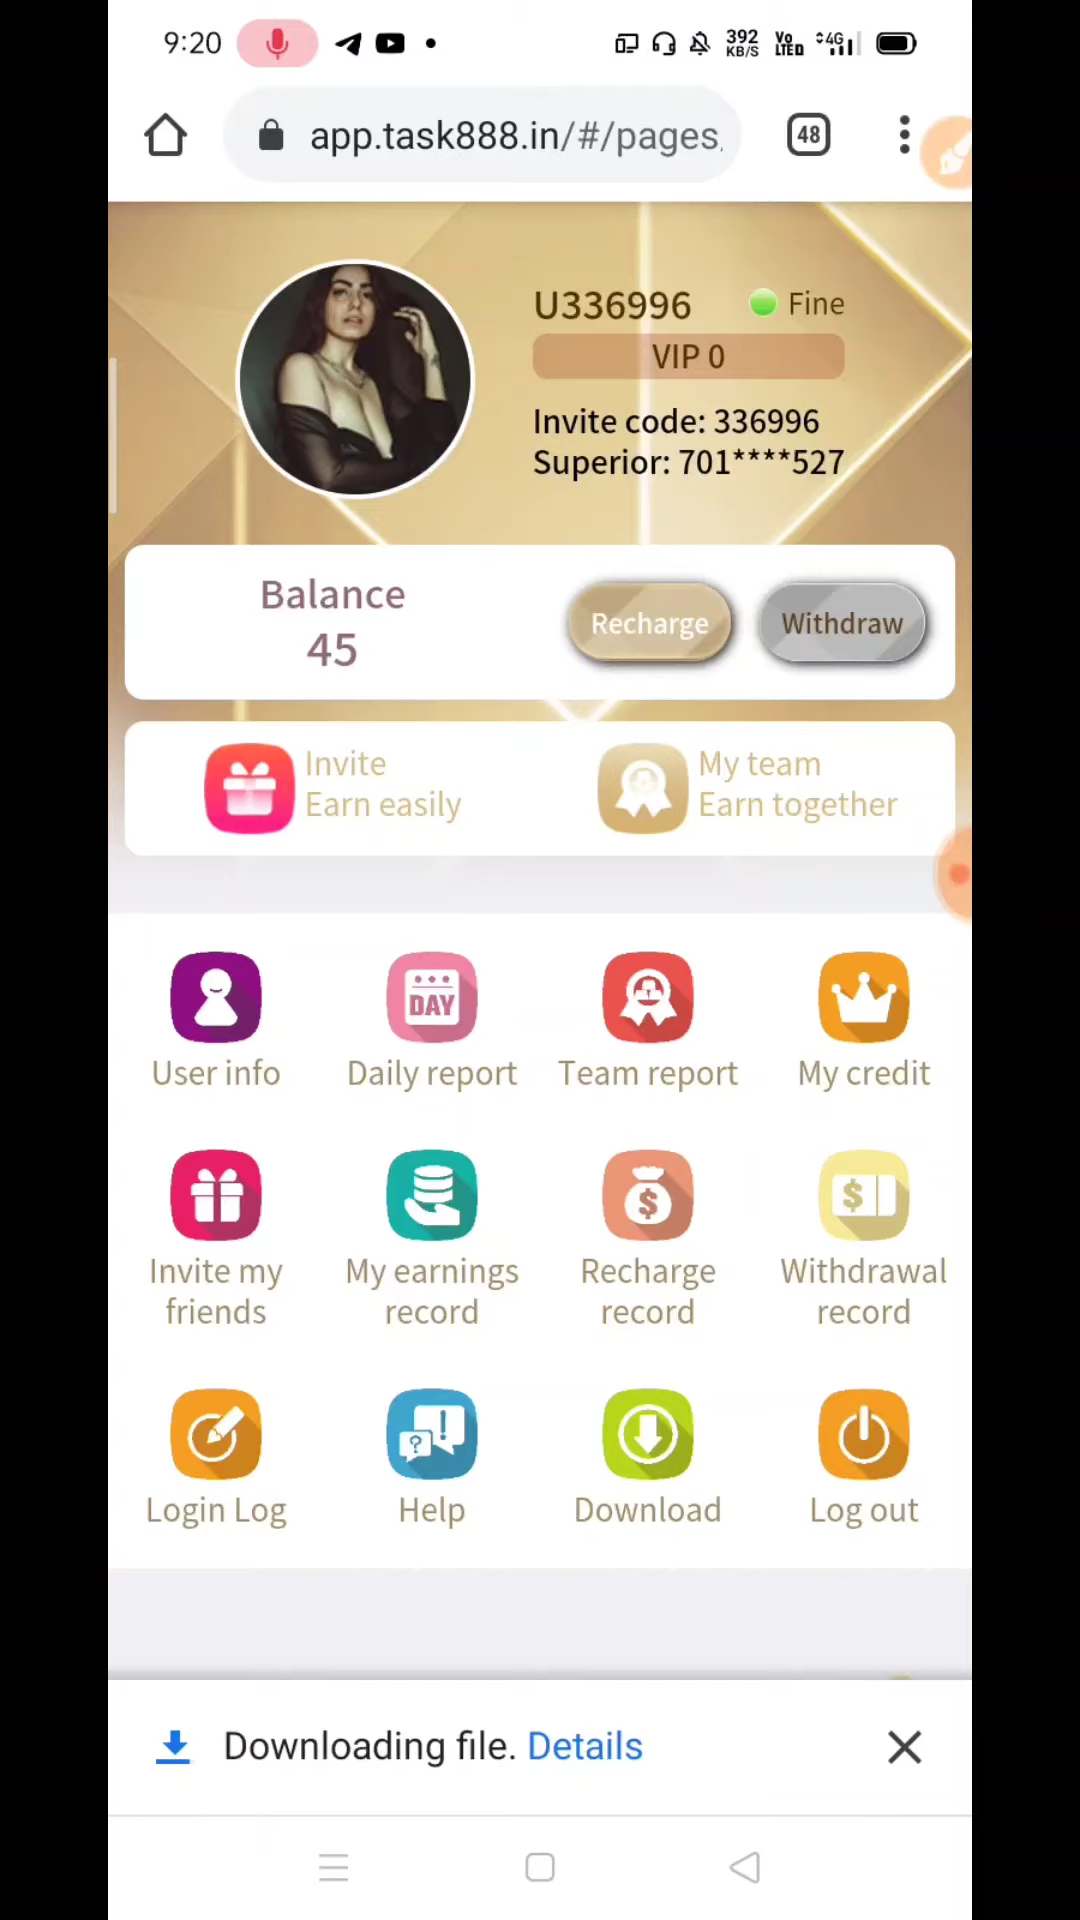 9:20
392
KB/S
Vo
LTED
4G
app.task888.in/#/pages
48
U336996
Fine
VIP 0
Invite code: 336996
Superior: 701****527
Balance
45
Recharge
Withdraw
Invite
Earn easily
My team
Earn together
DAY
User info
Daily report
Team report
My credit
$
$
Invite my
friends
My earnings
record
Recharge
record
Withdrawal
record
?
!
Login Log
Help
Download
Log out
Downloading file. Details